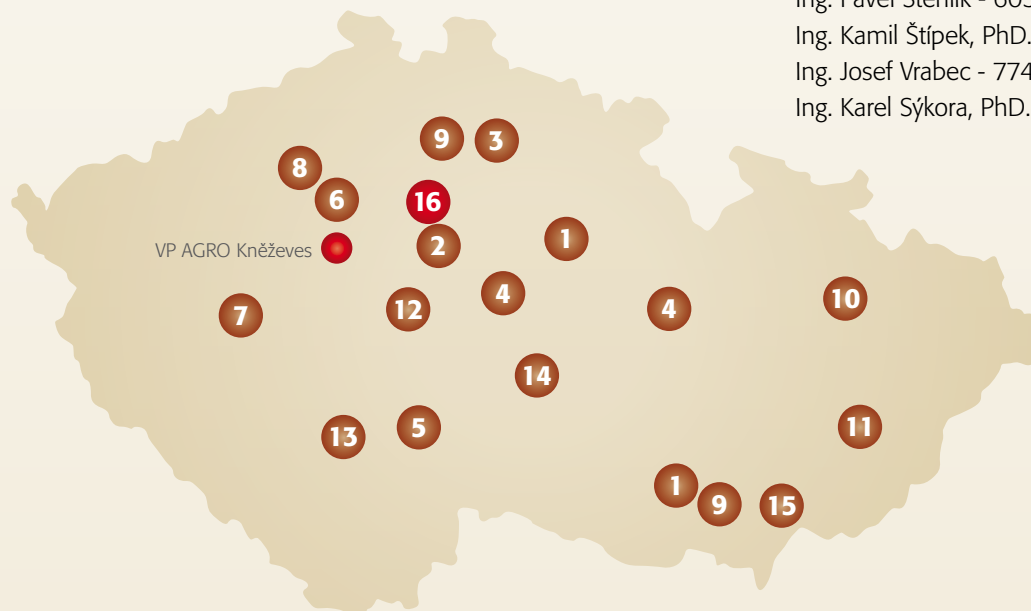 Ing. Kamil Štípek, PhD.
Ing. Josef Vrabec - 774
Ing. Karel Sýkora, PhD.
9 3
8
6 16
1
VP AGRO Kněževes 2
4 10
7 12 4
14
13 5 11
1
9 15